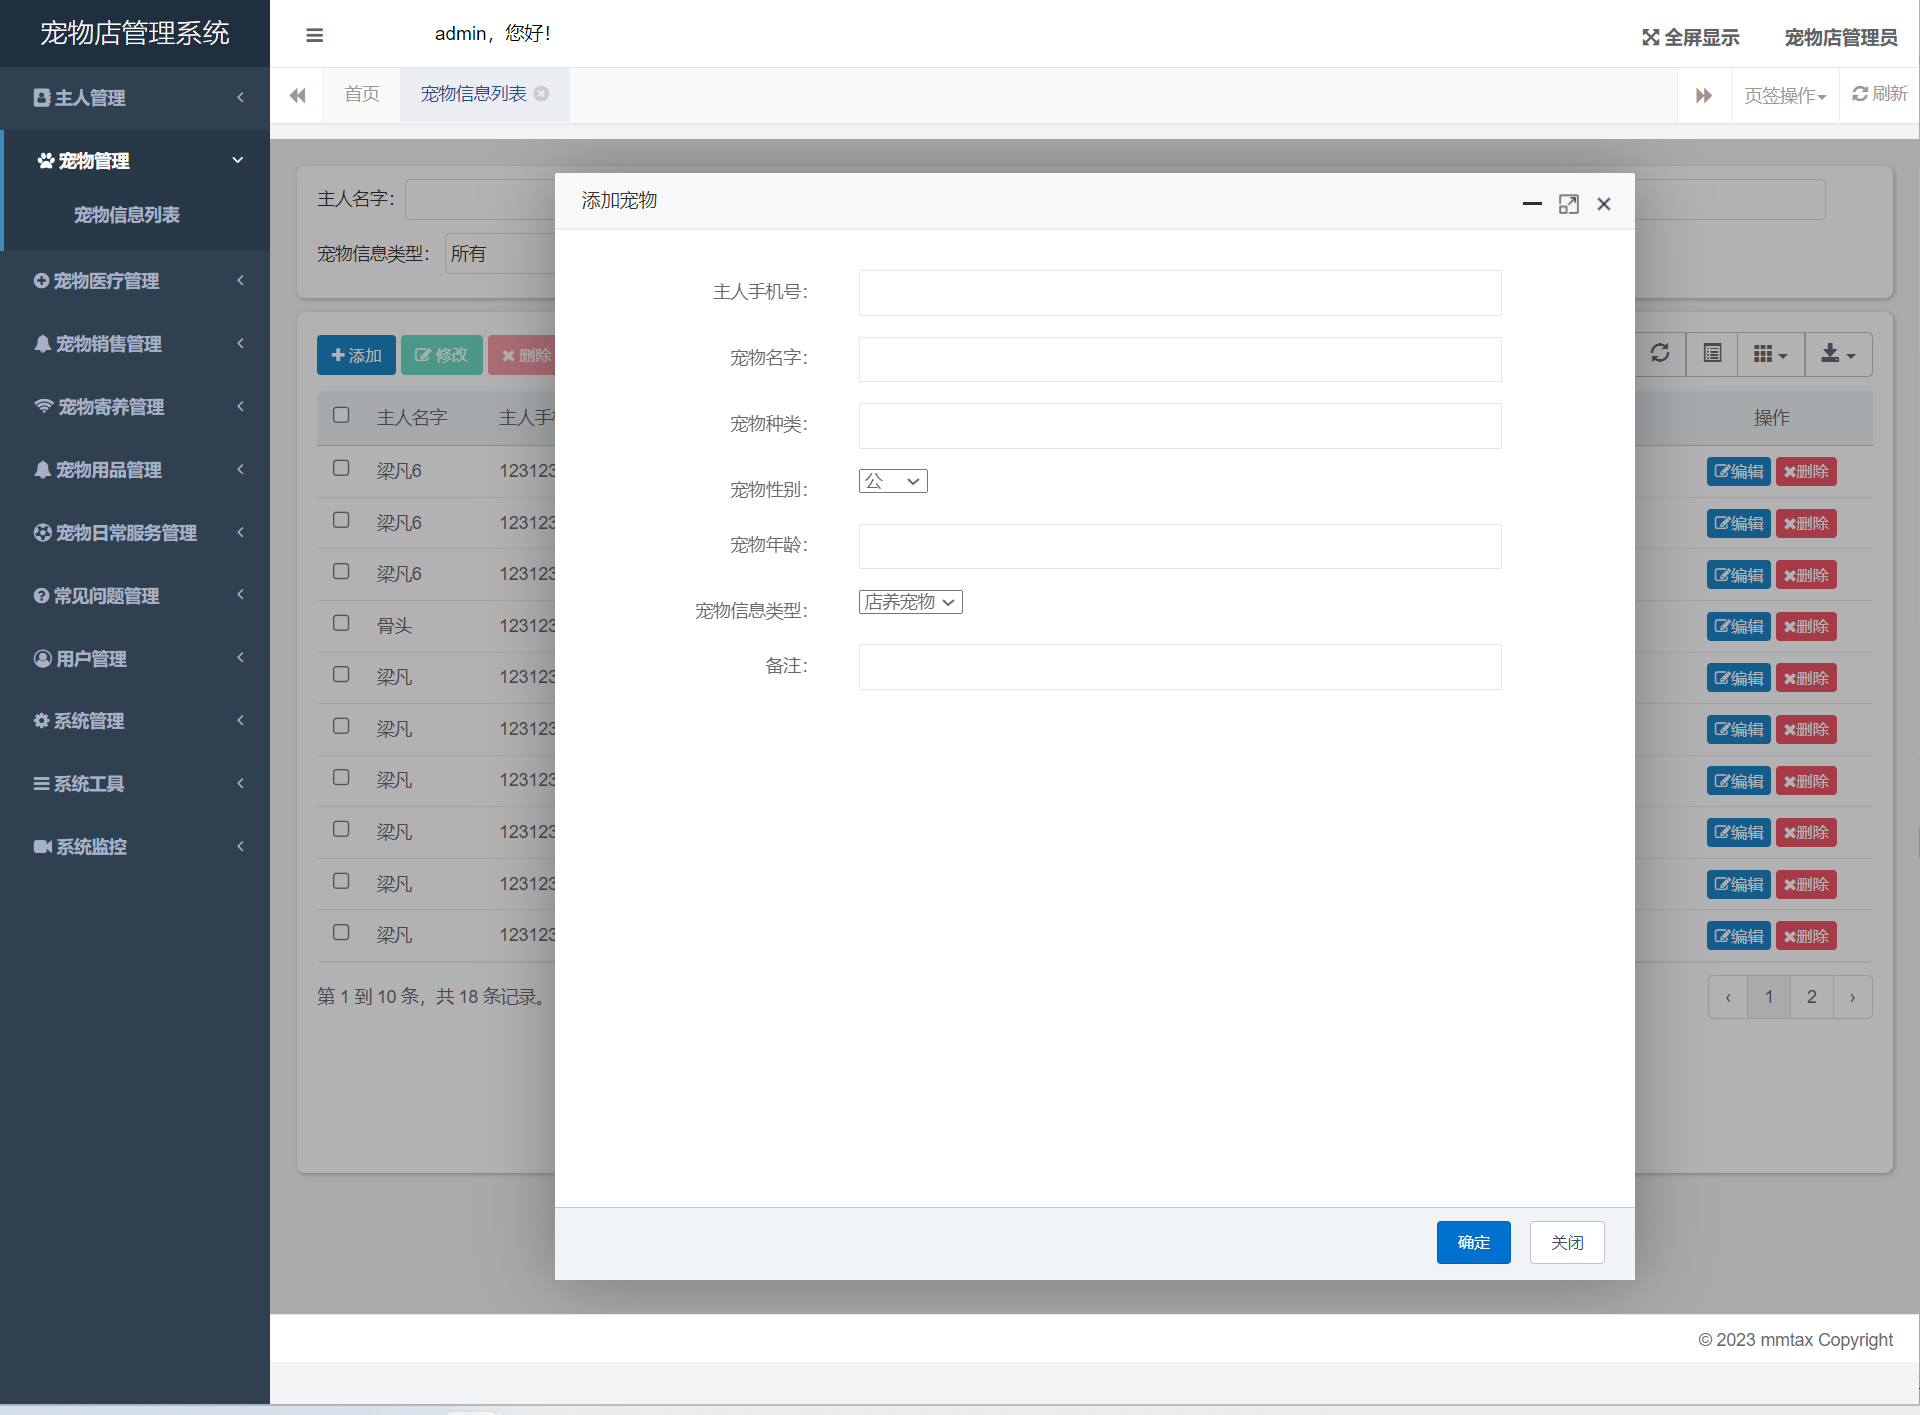 宠物店管理系统
admin，您好！
全屏显示
宠物店管理员
首页
宠物信息列表
页签操作
刷新
主人管理
宠物管理
宠物信息列表
宠物医疗管理
宠物销售管理
宠物寄养管理
宠物用品管理
宠物日常服务管理
常见问题管理
用户管理
系统管理
系统工具
系统监控
主人名字：
宠物信息类型： 所有
添加 修改 删除
主人名字 主人手 操作
梁凡6 123123 编辑 删除
梁凡6 123123 编辑 删除
梁凡6 123123 编辑 删除
骨头 123123 编辑 删除
梁凡 123123 编辑 删除
梁凡 123123 编辑 删除
梁凡 123123 编辑 删除
梁凡 123123 编辑 删除
梁凡 123123 编辑 删除
梁凡 123123 编辑 删除
第 1 到 10 条，共 18 条记录。
‹ 1 2 ›
添加宠物
主人手机号：
宠物名字：
宠物种类：
宠物性别： 公
宠物年龄：
宠物信息类型： 店养宠物
备注：
确定 关闭
© 2023 mmtax Copyright